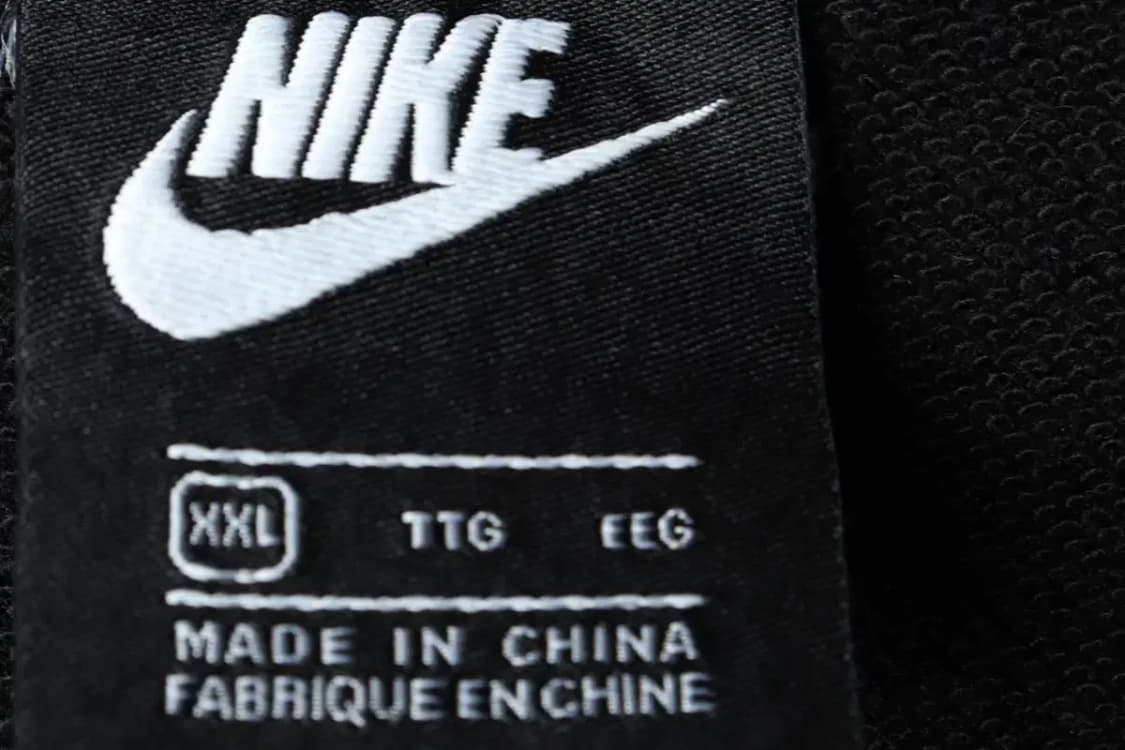 NIKE
XXL TTG EEG
MADE IN CHINA
FABRIQUE EN CHINE